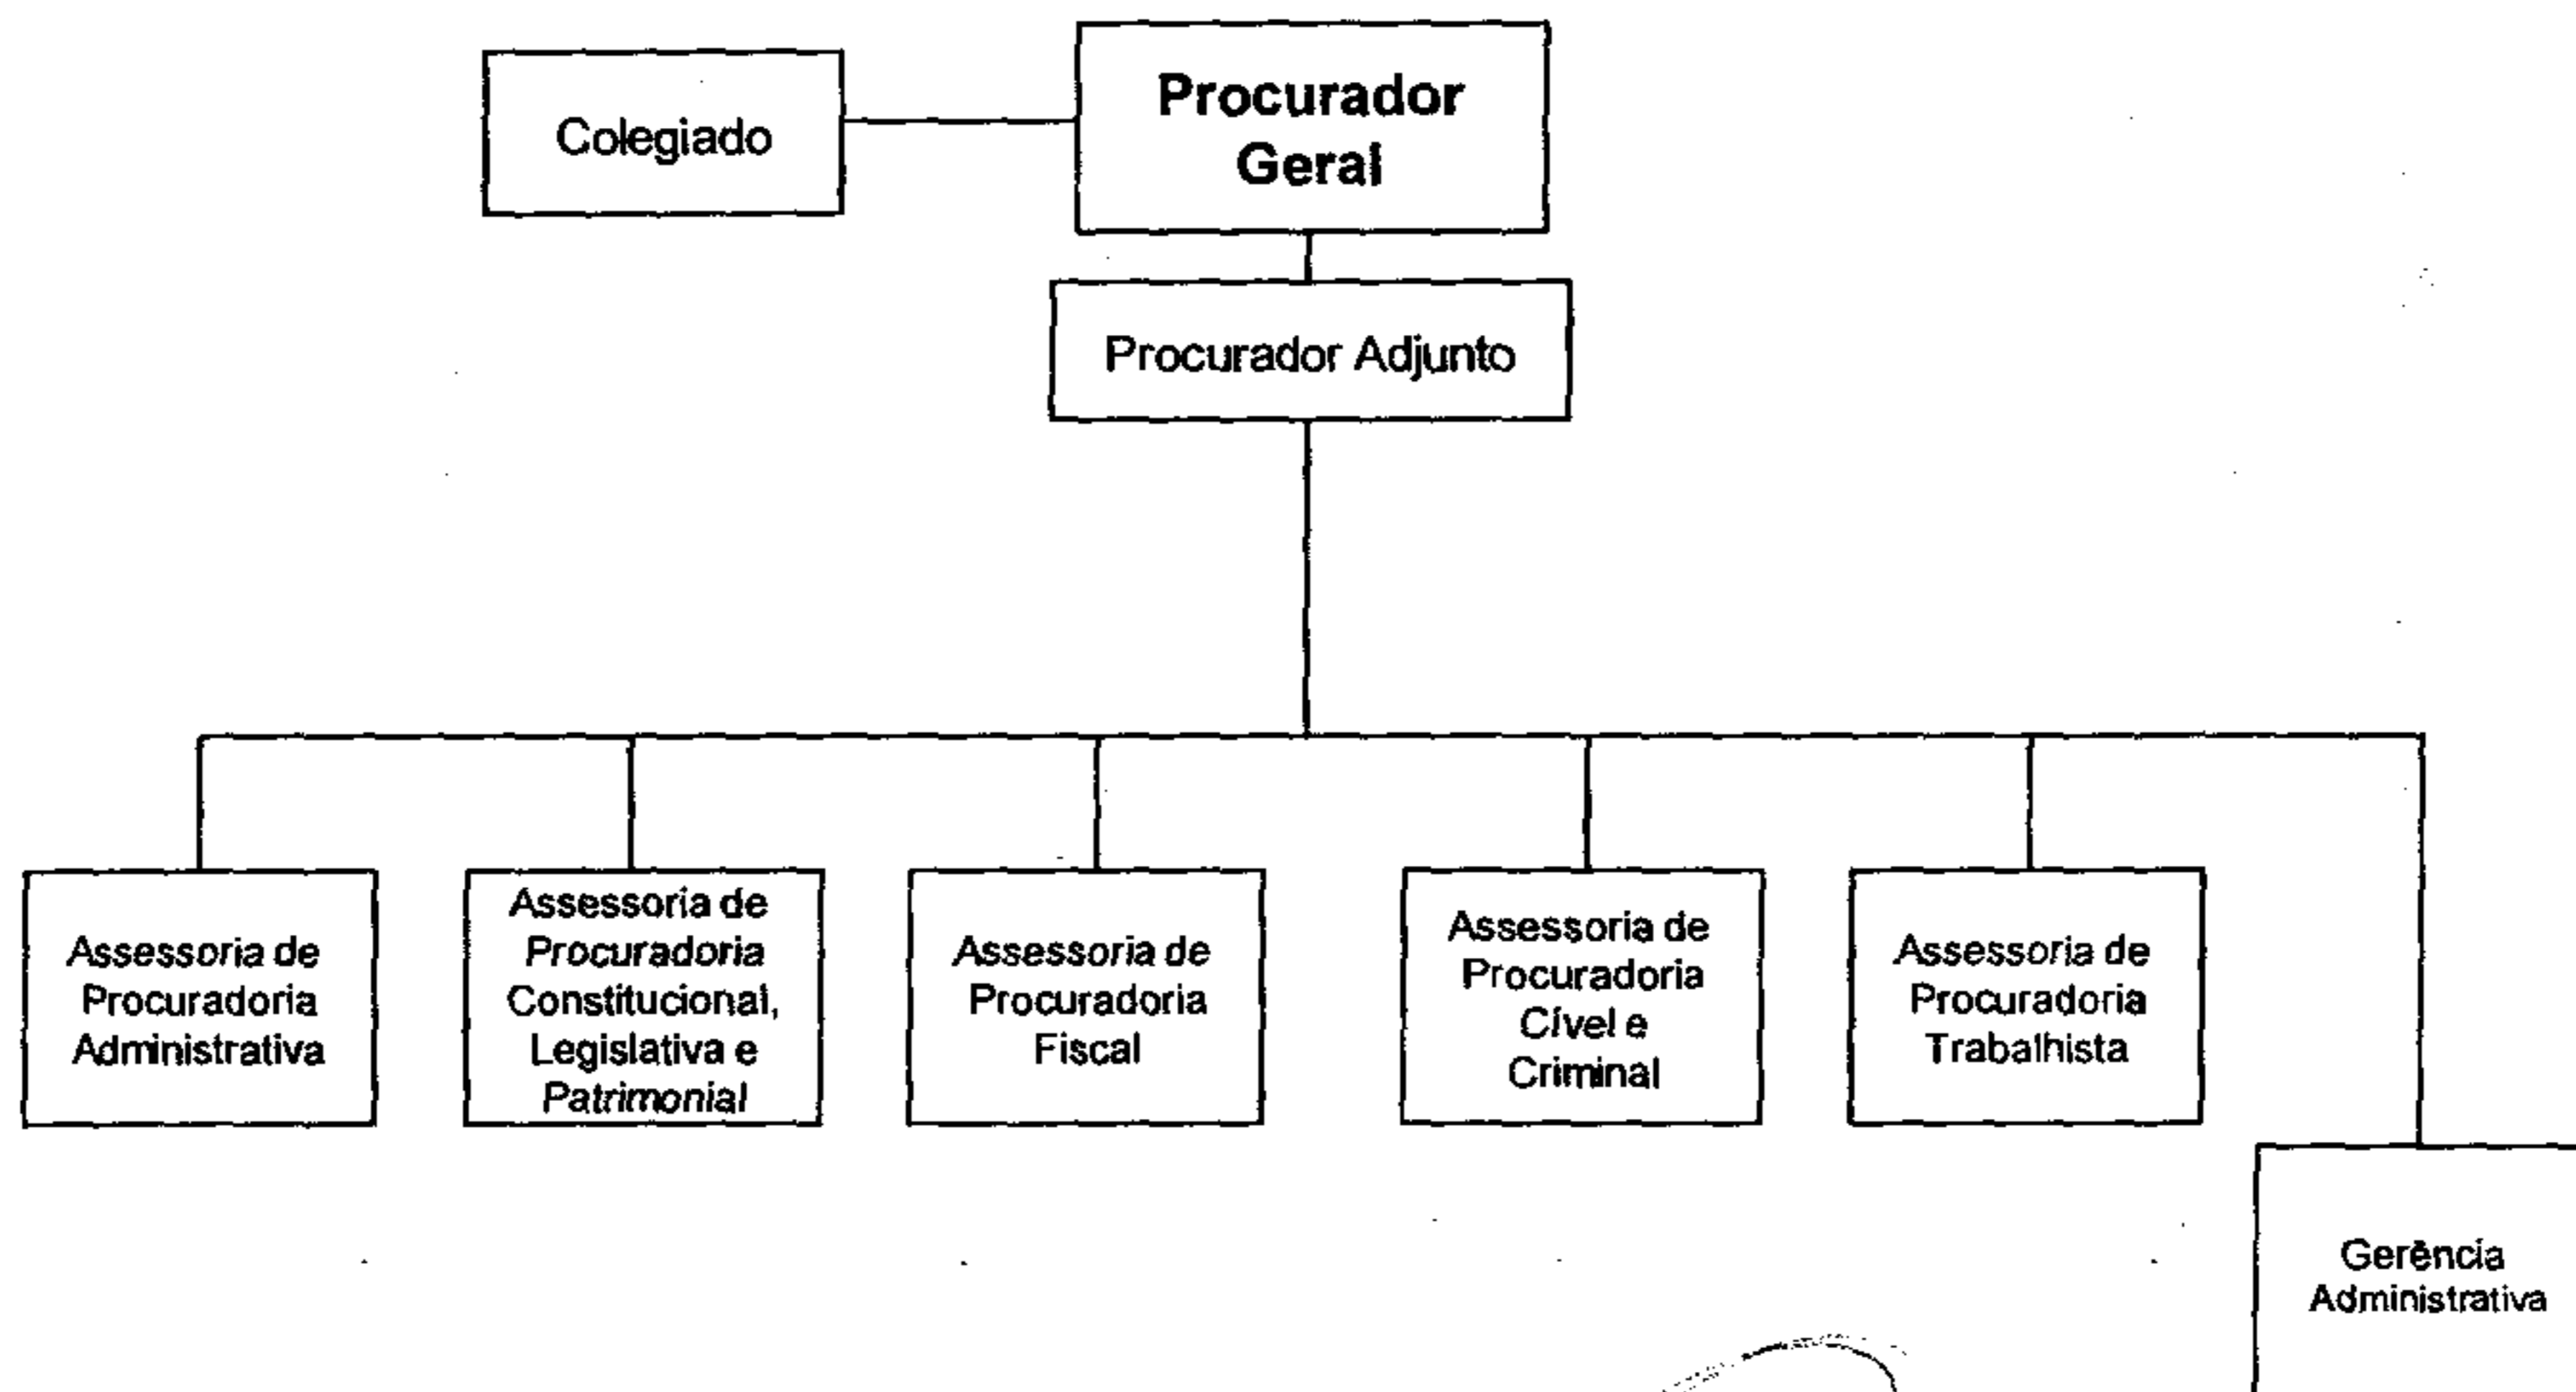 Colegiado
Procurador
Geral
Procurador Adjunto
Assessoria de
Procuradoria
Administrativa
Assessoria de
Procuradoria
Constitucional,
Legislativa e
Patrimonial
Assessoria de
Procuradoria
Fiscal
Assessoria de
Procuradoria
Cível e
Criminal
Assessoria de
Procuradoria
Trabalhista
Gerência
Administrativa